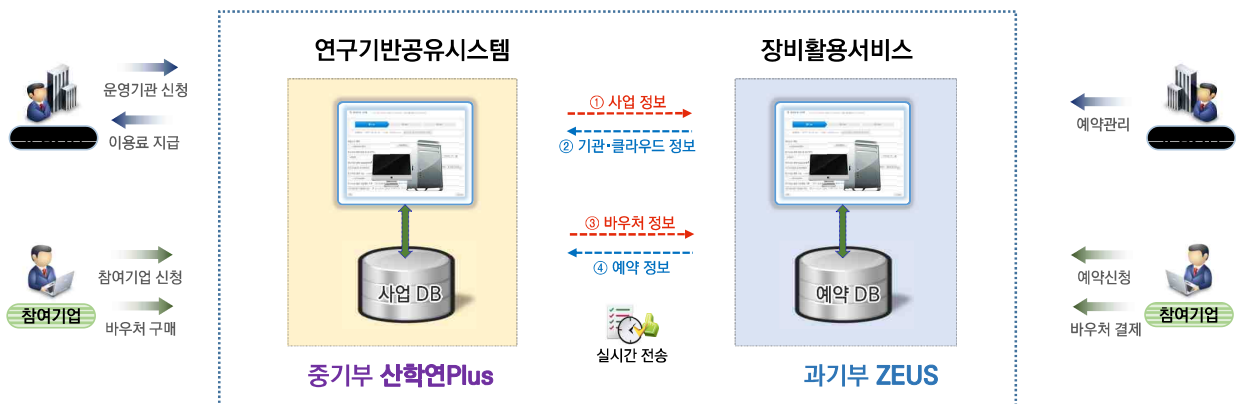 연구기반공유시스템
장비활용서비스
운영기관 신청
이용료 지급
① 사업 정보
② 기관·클라우드 정보
예약관리
③ 바우처 정보
④ 예약 정보
참여기업 신청
참여기업
바우처 구매
사업 DB
예약 DB
예약신청
참여기업
바우처 결제
실시간 전송
중기부 산학연Plus
과기부 ZEUS